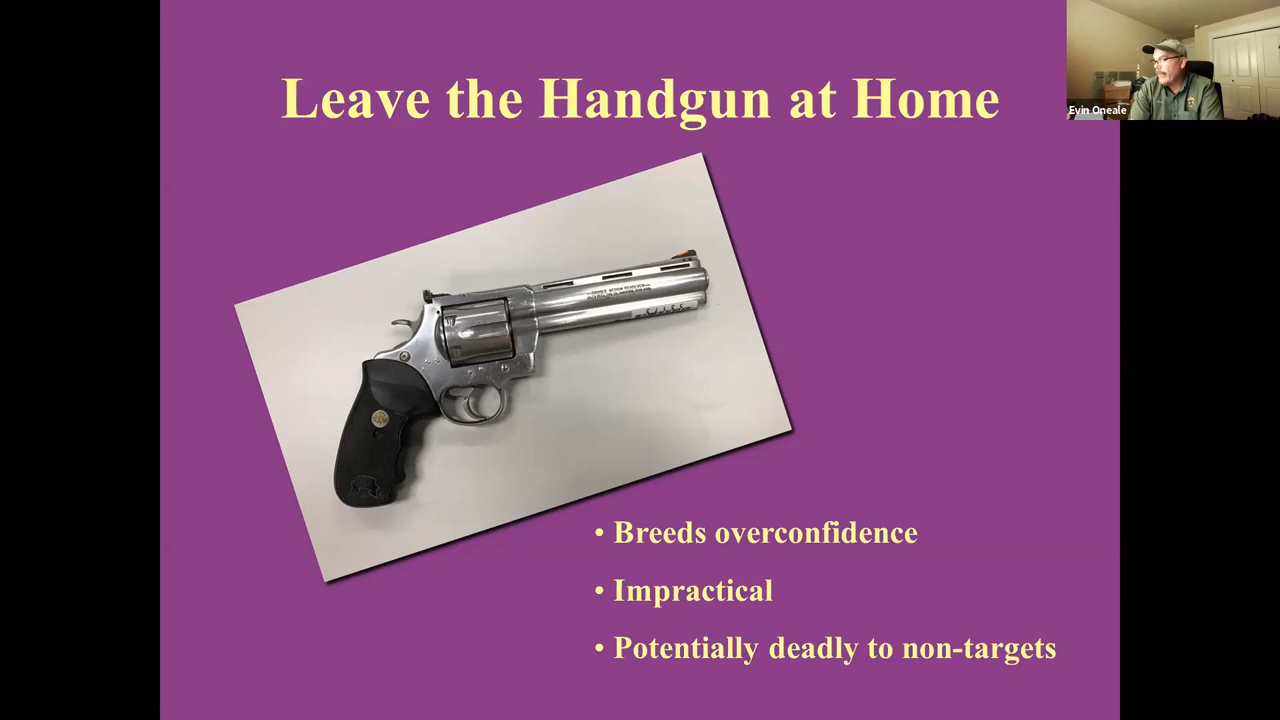 Leave the Handgun at Home
Evin Oneale
• Breeds overconfidence
• Impractical
• Potentially deadly to non-targets